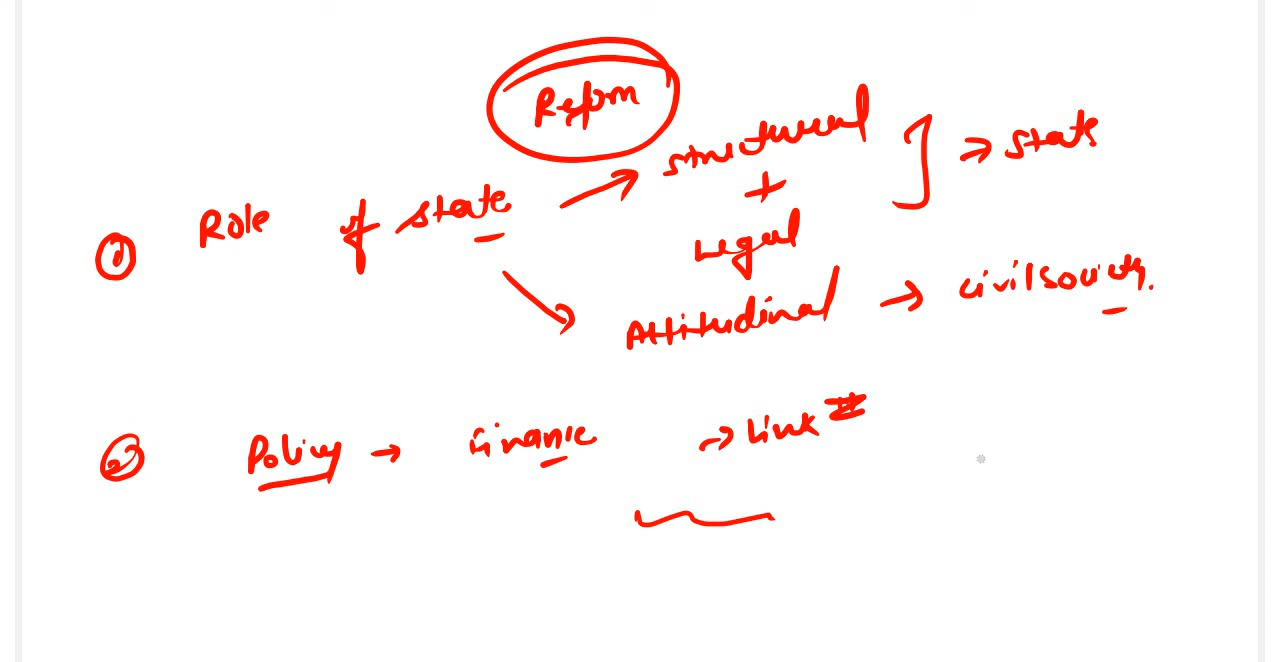 Reform
① Role of state → structural + Legal ] → state
→ Attitudinal → civil society.
② Policy → finance → Link